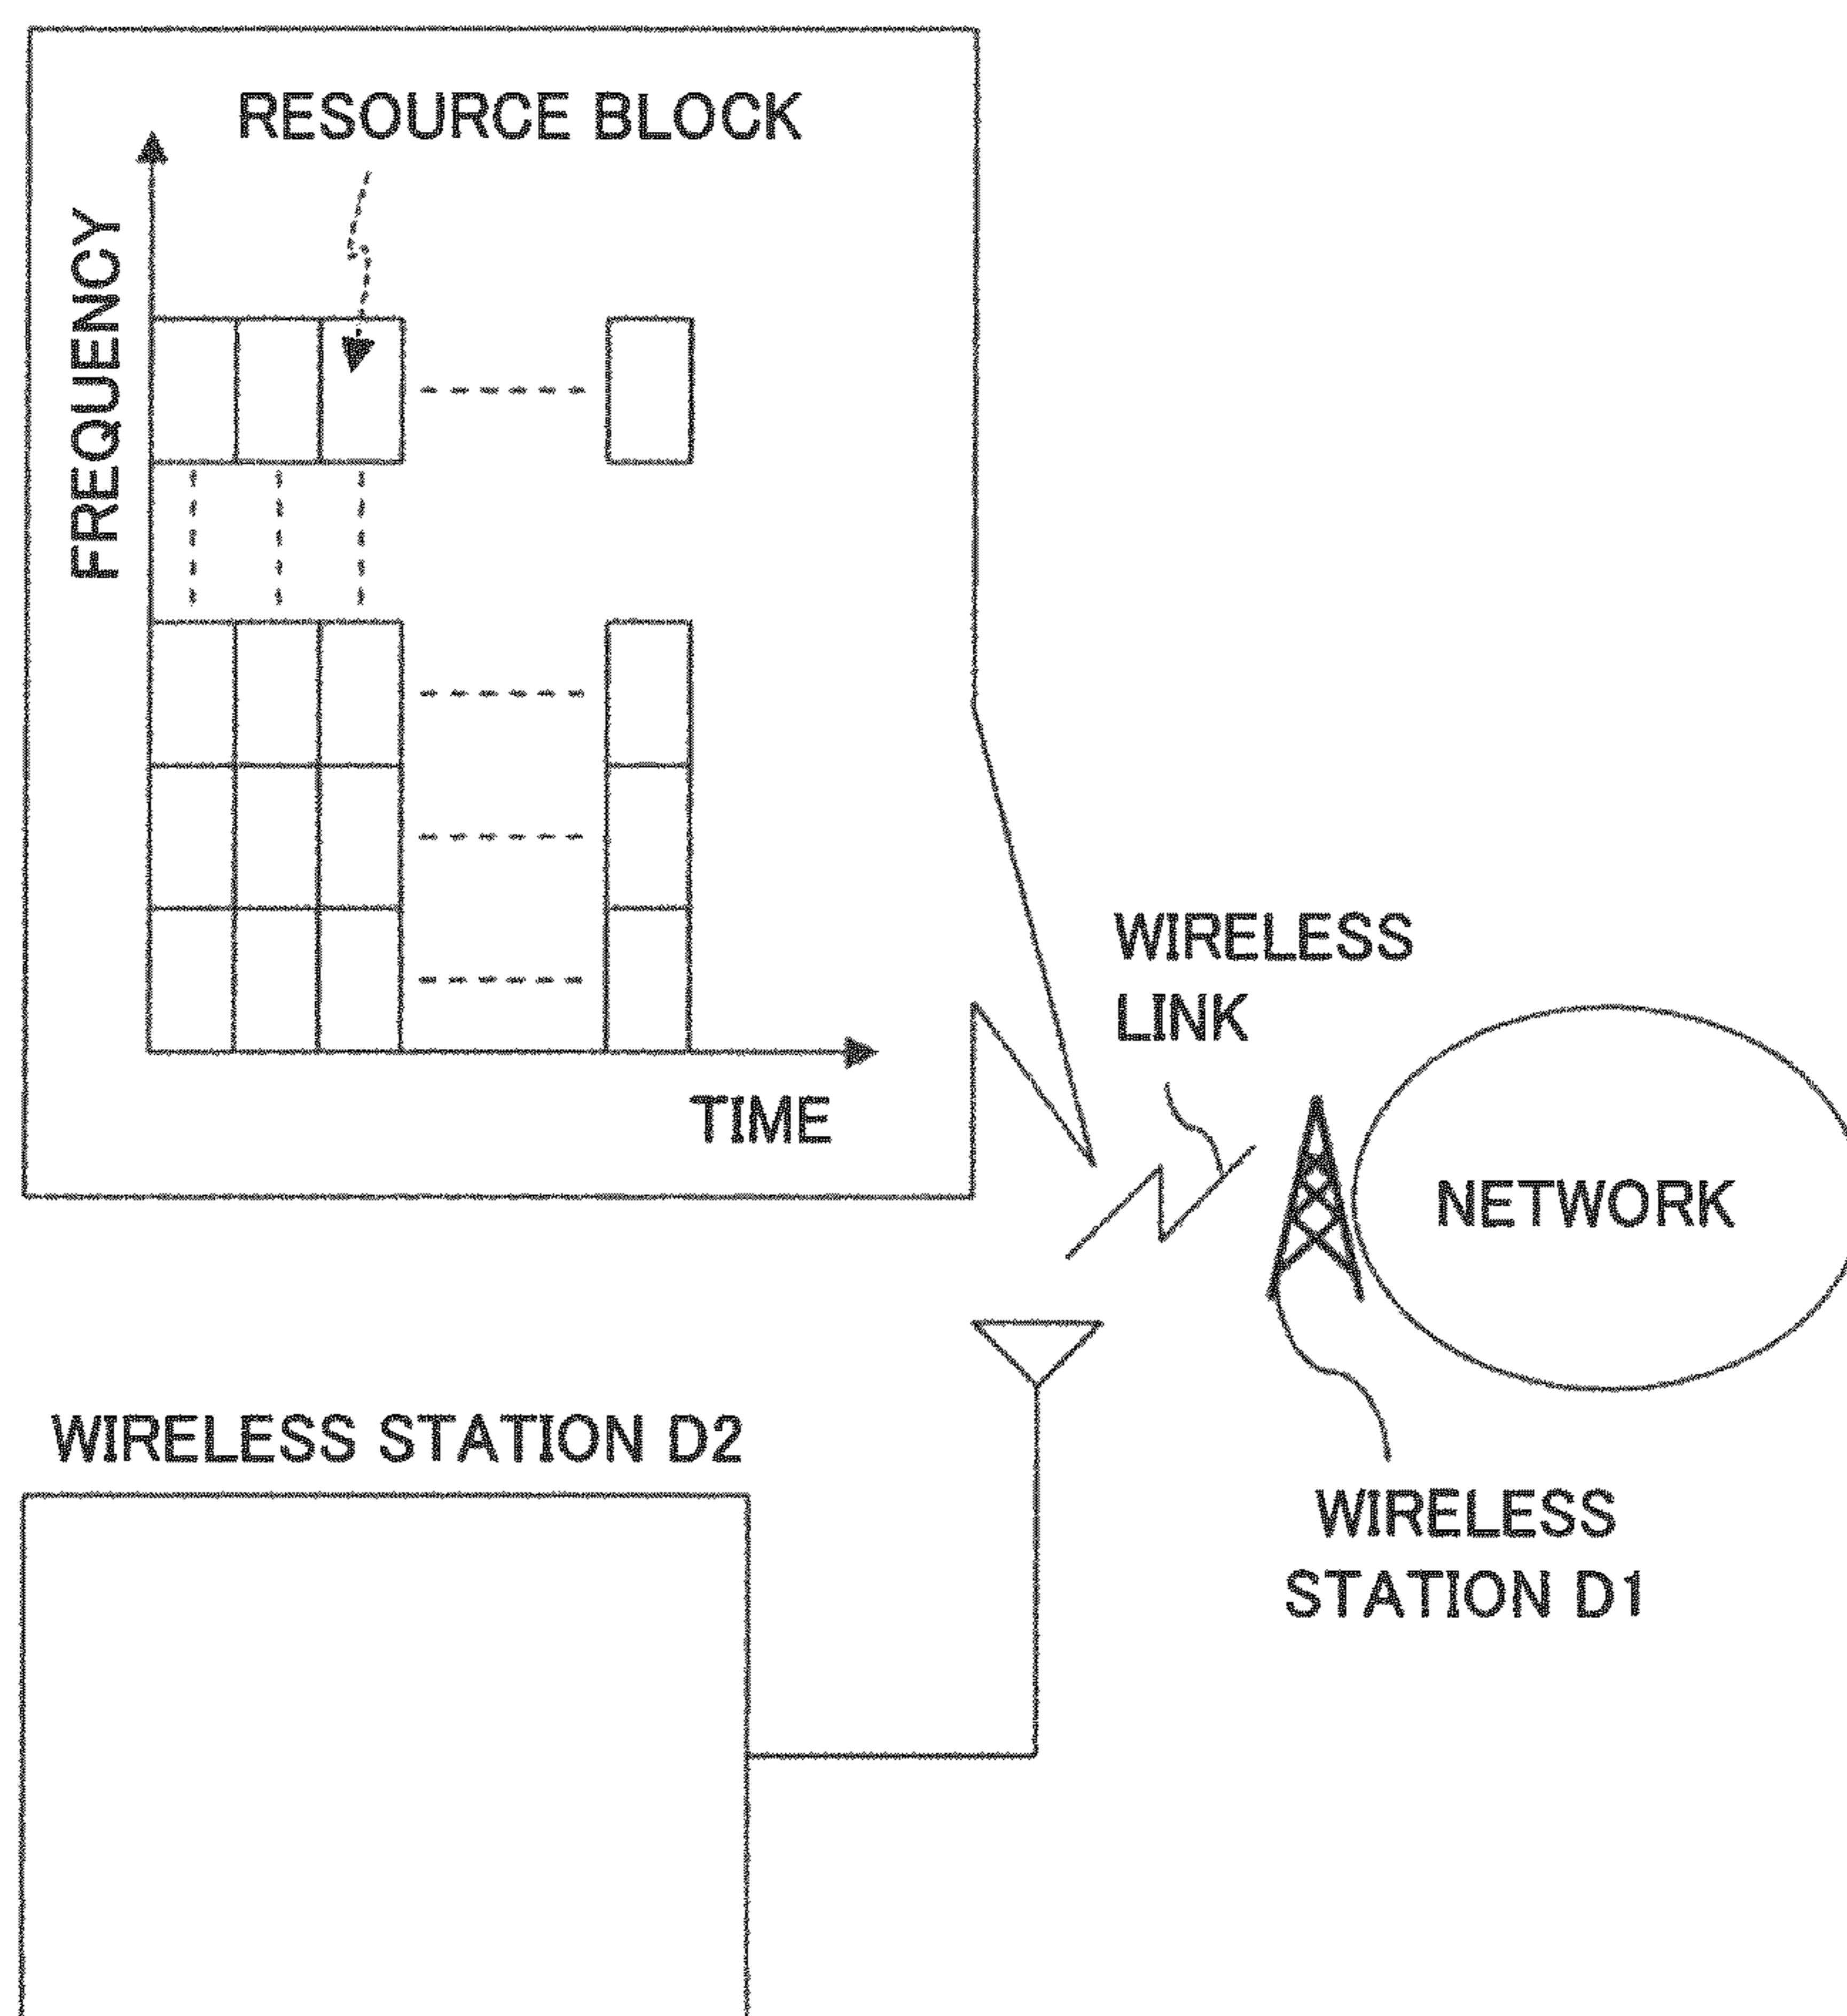 RESOURCE BLOCK
FREQUENCY
TIME
WIRELESS
LINK
NETWORK
WIRELESS STATION D2
WIRELESS
STATION D1